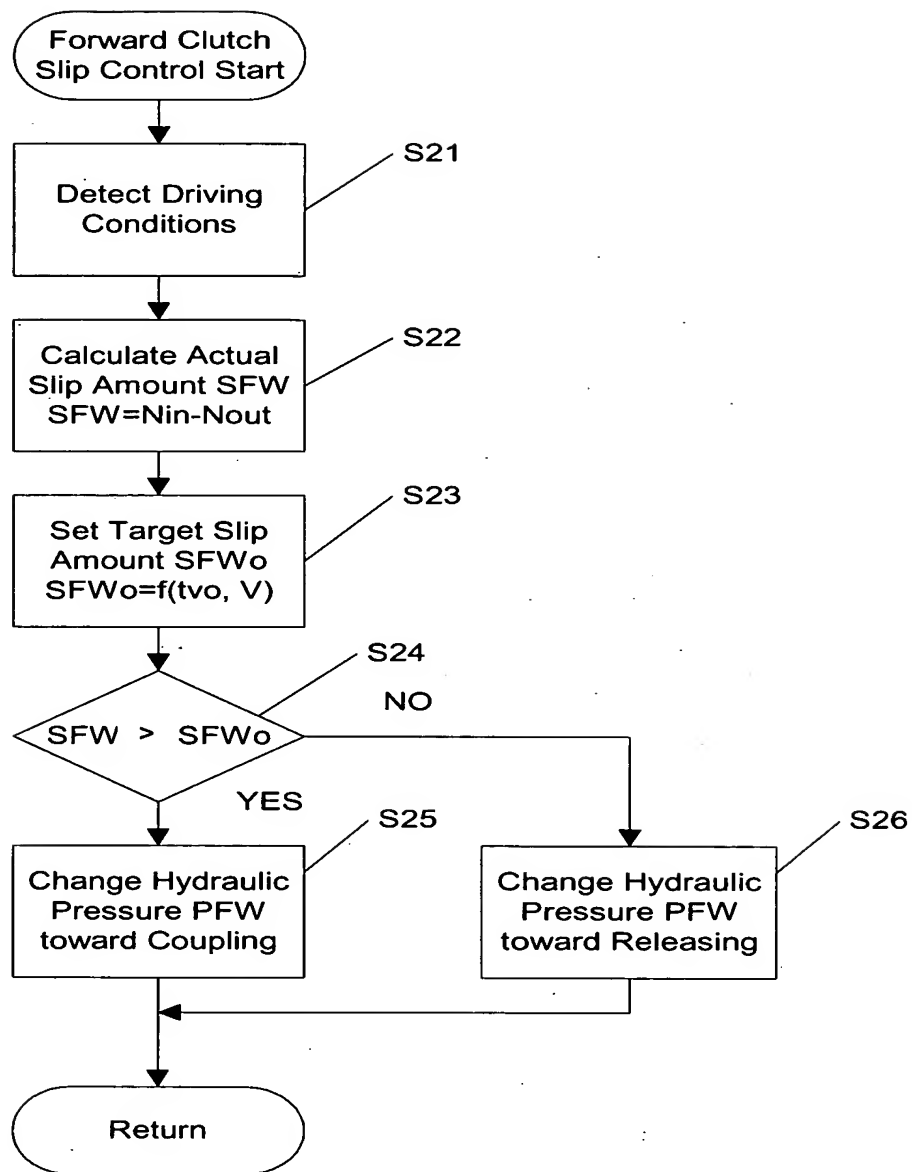 Forward Clutch
Slip Control Start
S21
Detect Driving
Conditions
S22
Calculate Actual
Slip Amount SFW
SFW=Nin-Nout
S23
Set Target Slip
Amount SFWo
SFWo=f(tvo, V)
S24
NO
SFW > SFWo
YES
S25
S26
Change Hydraulic
Pressure PFW
toward Coupling
Change Hydraulic
Pressure PFW
toward Releasing
Return